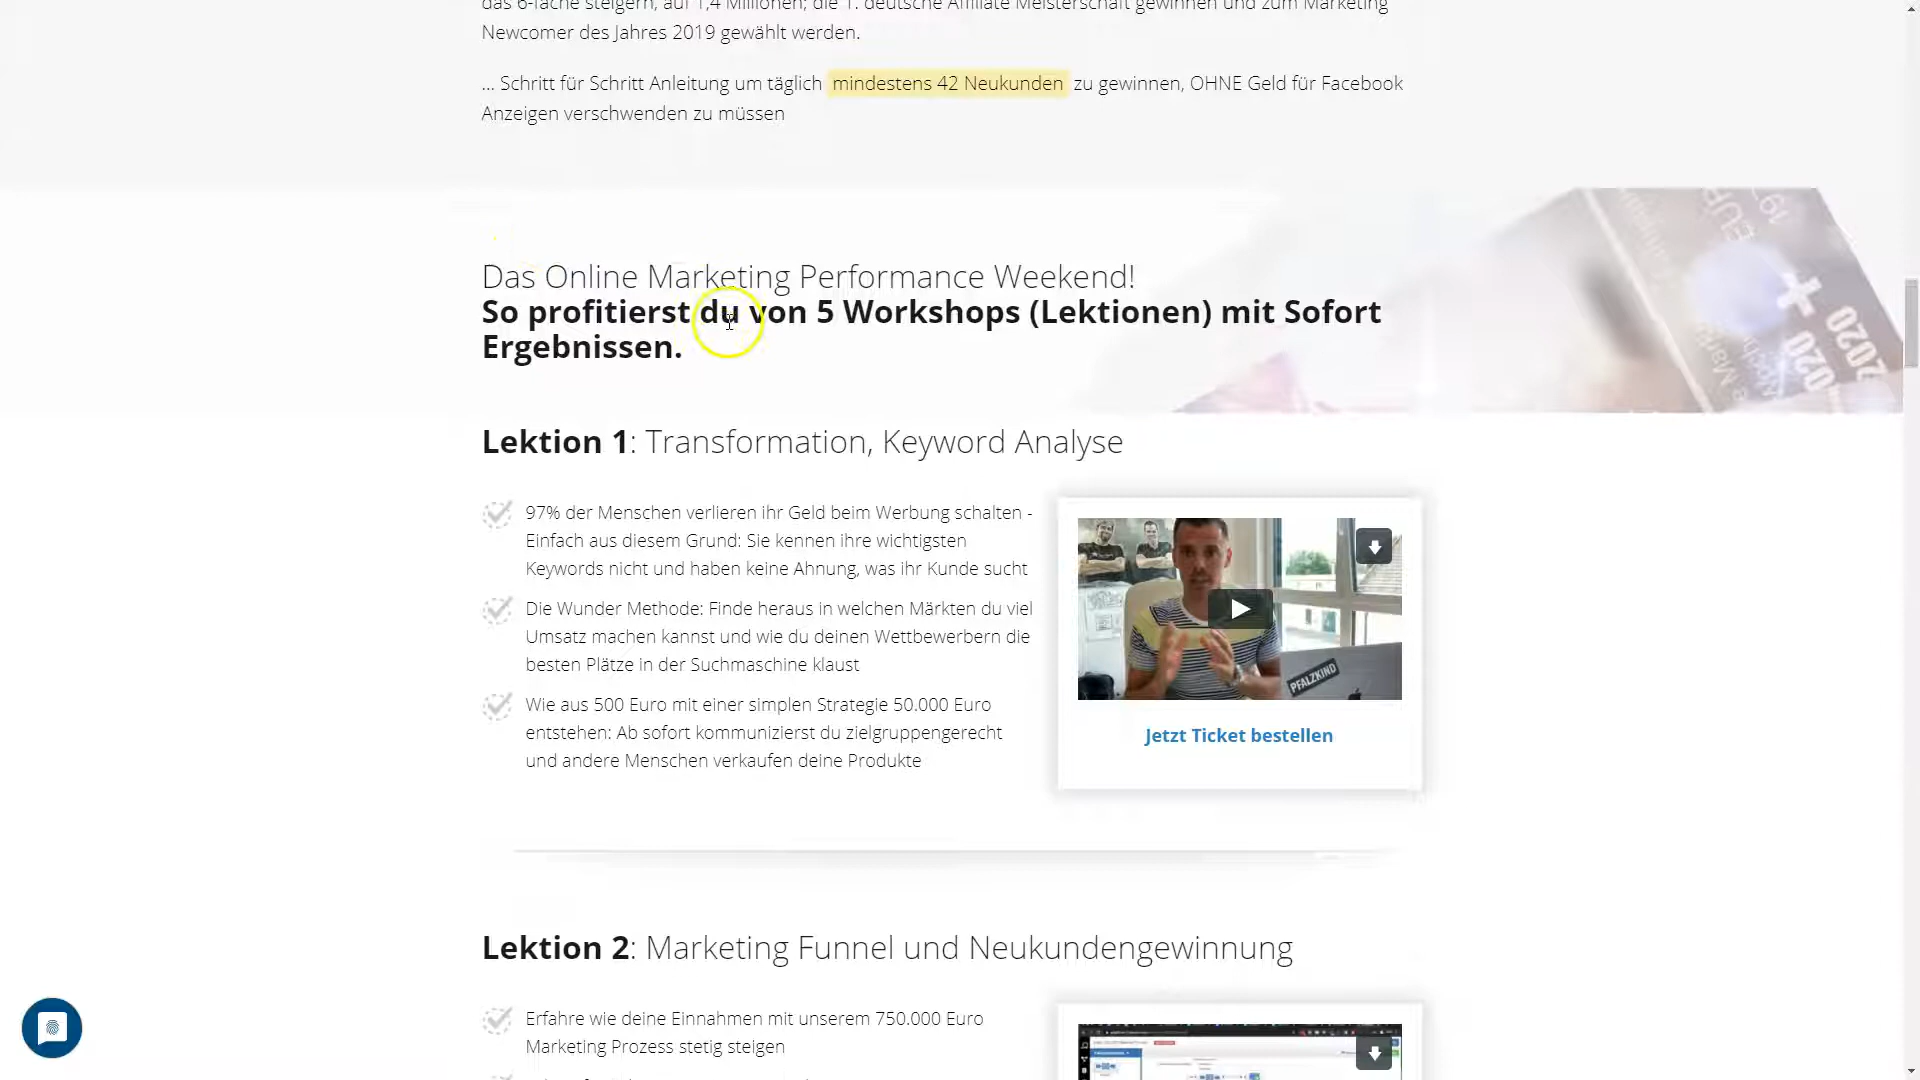 das 6-fache steigern, auf 1,4 Millionen; die 1. deutsche Affiliate Meisterschaft gewinnen und zum Marketing
Newcomer des Jahres 2019 gewählt werden.
... Schritt für Schritt Anleitung um täglich mindestens 42 Neukunden zu gewinnen, OHNE Geld für Facebook
Anzeigen verschwenden zu müssen
Das Online Marketing Performance Weekend!
So profitierst du von 5 Workshops (Lektionen) mit Sofort
Ergebnissen.
2020
2020
Lektion 1: Transformation, Keyword Analyse
97% der Menschen verlieren ihr Geld beim Werbung schalten -
Einfach aus diesem Grund: Sie kennen ihre wichtigsten
Keywords nicht und haben keine Ahnung, was ihr Kunde sucht
Die Wunder Methode: Finde heraus in welchen Märkten du viel
Umsatz machen kannst und wie du deinen Wettbewerbern die
besten Plätze in der Suchmaschine klaust
Wie aus 500 Euro mit einer simplen Strategie 50.000 Euro
entstehen: Ab sofort kommunizierst du zielgruppengerecht
und andere Menschen verkaufen deine Produkte
PFALZKIND
Jetzt Ticket bestellen
Lektion 2: Marketing Funnel und Neukundengewinnung
Erfahre wie deine Einnahmen mit unserem 750.000 Euro
Marketing Prozess stetig steigen